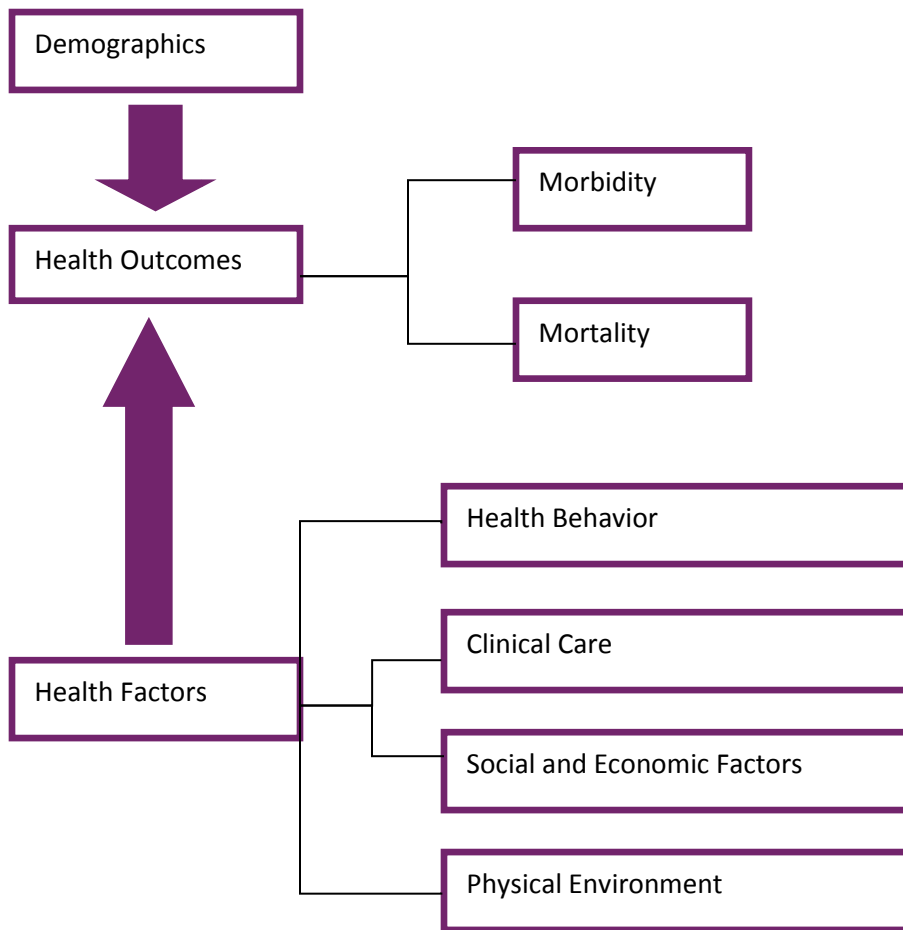 Demographics
Morbidity
Health Outcomes
Mortality
Health Behavior
Clinical Care
Health Factors
Social and Economic Factors
Physical Environment